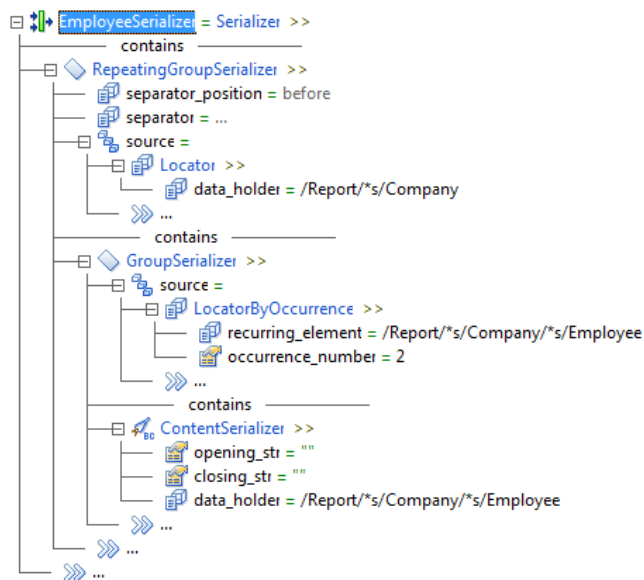 EmployeeSerializer = Serializer >>
contains
RepeatingGroupSerializer >>
separator_position = before
separator = ...
source =
Locator >>
data_holder = /Report/*s/Company
...
contains
GroupSerializer >>
source =
LocatorByOccurrence >>
recurring_element = /Report/*s/Company/*s/Employee
occurrence_number = 2
...
contains
ContentSerializer >>
opening_str = ""
closing_str = ""
data_holder = /Report/*s/Company/*s/Employee
...
...
...